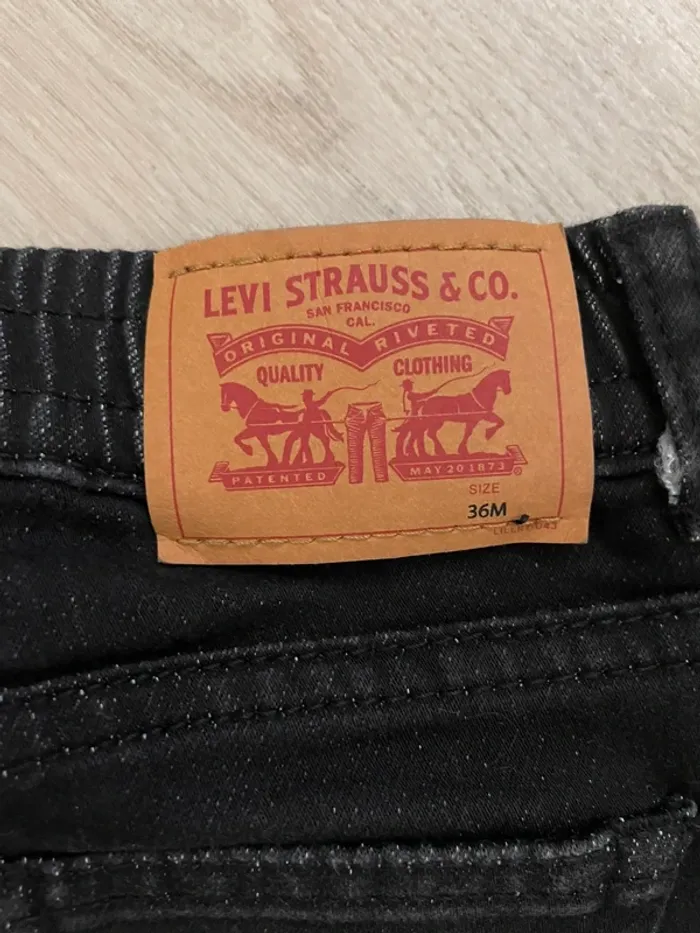 LEVI STRAUSS & CO.
SAN FRANCISCO
CAL.
ORIGINAL RIVETED
QUALITY CLOTHING
PATENTED MAY 20 1873 ®
SIZE
36M